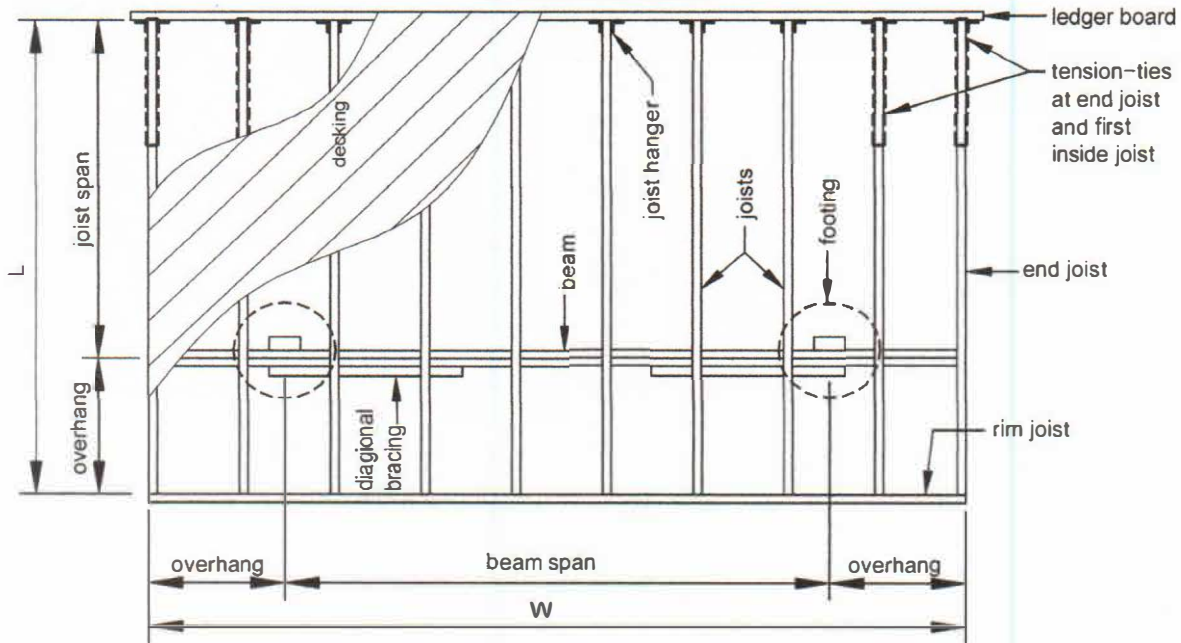 ledger board
tension-ties
at end joist
and first
inside joist
decking
joist hanger
joists
footing
joist span
L
beam
end joist
overhang
diagional
bracing
rim joist
overhang
beam span
overhang
W